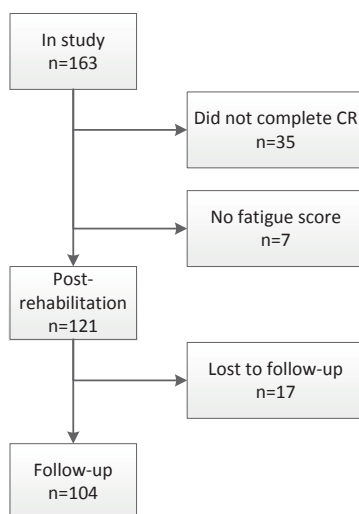 In study
n=163
Did not complete CR
n=35
No fatigue score
n=7
Post-
rehabilitation
n=121
Lost to follow-up
n=17
Follow-up
n=104